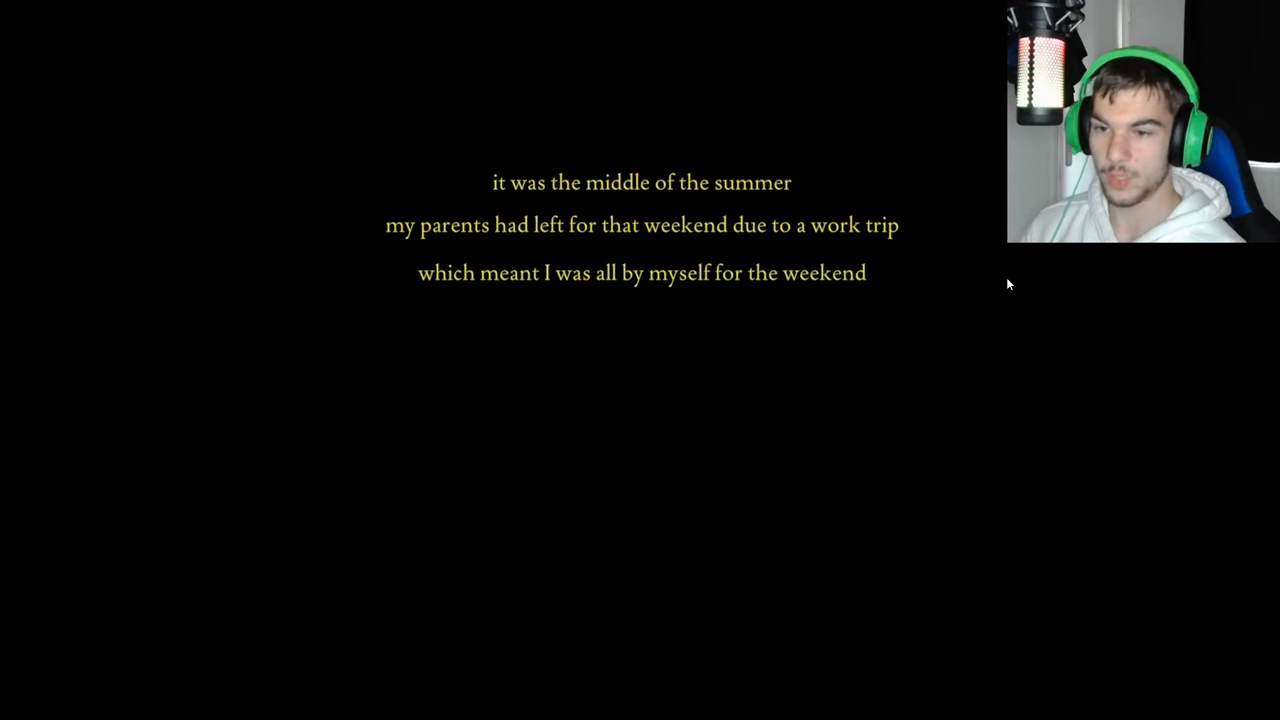 it was the middle of the summer
my parents had left for that weekend due to a work trip
which meant I was all by myself for the weekend